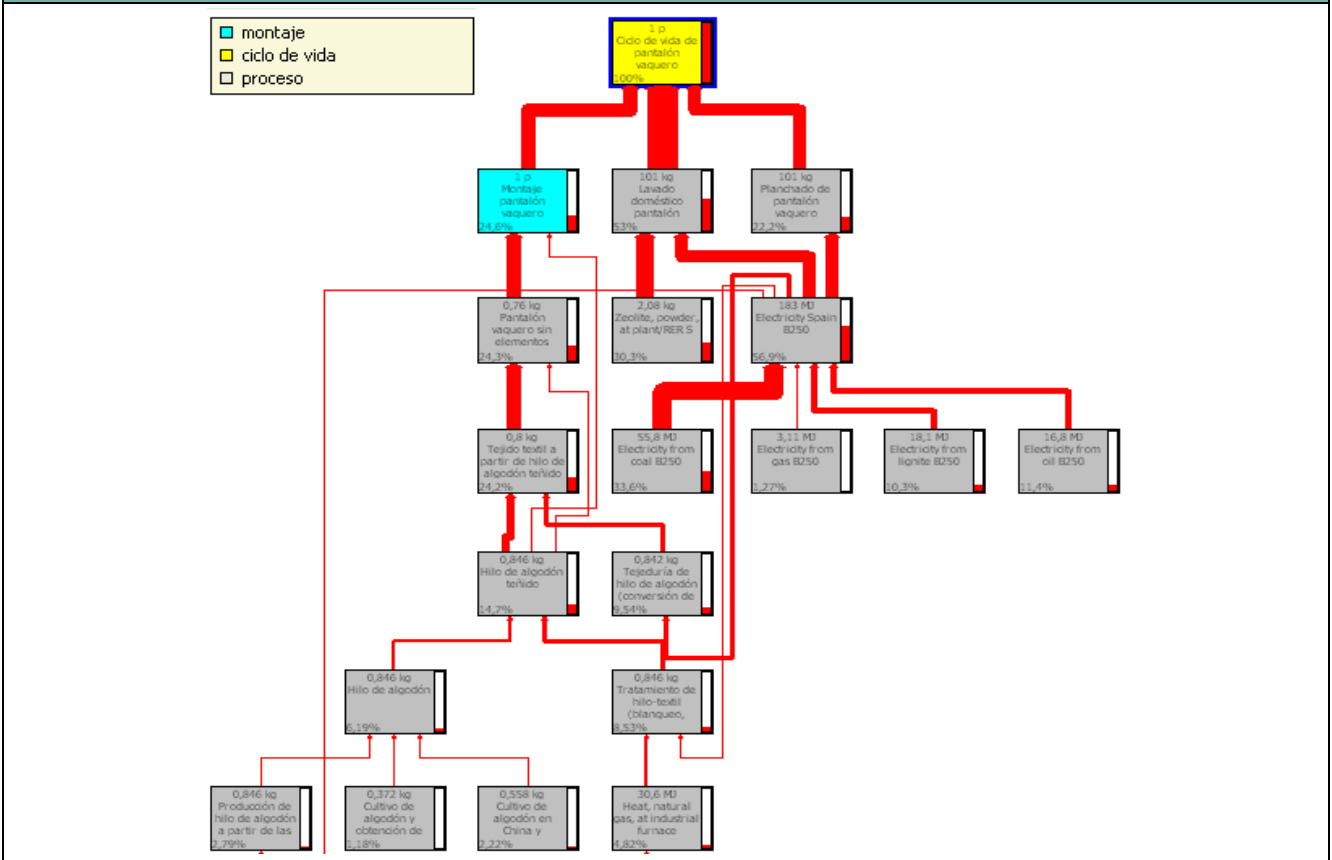 montaje
ciclo de vida
proceso
1 p
Ciclo de vida de
pantalón
vaquero
100%
1 p
Montaje
pantalón
vaquero
24,6%
101 kg
Lavado
doméstico
pantalón
53%
101 kg
Planchado de
pantalón
vaquero
22,2%
0,76 kg
Pantalón
vaquero sin
elementos
24,3%
2,08 kg
Zeolite, powder,
at plant/RER S
30,3%
183 MJ
Electricity Spain
B250
56,9%
0,8 kg
Tejido textil a
partir de hilo de
algodón teñido
24,2%
55,8 MJ
Electricity from
coal B250
33,6%
3,11 MJ
Electricity from
gas B250
1,27%
18,1 MJ
Electricity from
lignite B250
10,3%
16,8 MJ
Electricity from
oil B250
11,4%
0,846 kg
Hilo de algodón
teñido
14,7%
0,842 kg
Tejeduría de
hilo de algodón
(conversión de
9,54%
0,846 kg
Hilo de algodón
6,19%
0,846 kg
Tratamiento de
hilo-textil
(blanqueo,
8,53%
0,846 kg
Producción de
hilo de algodón
a partir de las
2,79%
0,372 kg
Cultivo de
algodón y
obtención de
1,18%
0,558 kg
Cultivo de
algodón en
China y
2,22%
30,6 MJ
Heat, natural
gas, at industrial
furnace
4,82%